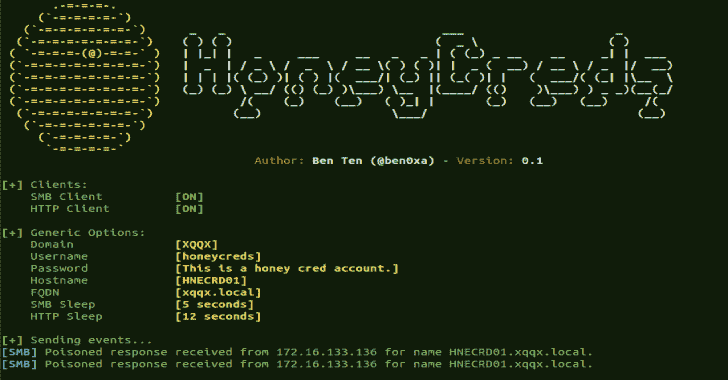 HoneyCreds
Author: Ben Ten (@ben0xa) - Version: 0.1
[+] Clients:
SMB Client [ON]
HTTP Client [ON]
[+] Generic Options:
Domain [XQQX]
Username [honeycreds]
Password [This is a honey cred account.]
Hostname [HNECRD01]
FQDN [xqqx.local]
SMB Sleep [5 seconds]
HTTP Sleep [12 seconds]
[+] Sending events...
[SMB] Poisoned response received from 172.16.133.136 for name HNECRD01.xqqx.local.
[SMB] Poisoned response received from 172.16.133.136 for name HNECRD01.xqqx.local.